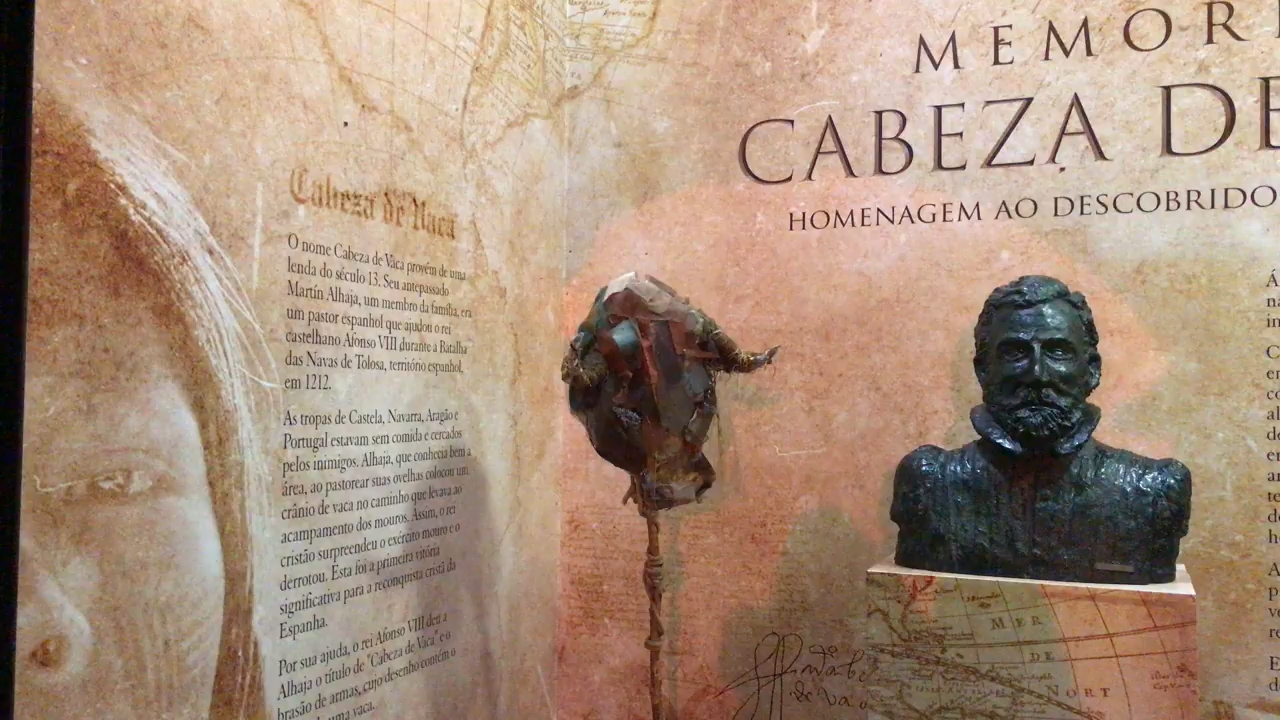 Cabeza de Vaca
O nome Cabeza de Vaca provém de uma
lenda do século 13. Seu antepassado
Martín Alhaja, um membro da família, era
um pastor espanhol que ajudou o rei
castelhano Afonso VIII durante a Batalha
das Navas de Tolosa, território espanhol,
em 1212.
As tropas de Castela, Navarra, Aragão e
Portugal estavam sem comida e cercados
pelos inimigos. Alhaja, que conhecia bem a
área, ao pastorear suas ovelhas colocou um
crânio de vaca no caminho que levava ao
acampamento dos mouros. Assim, o rei
cristão surpreendeu o exército mouro e o
derrotou. Esta foi a primeira vitória
significativa para a reconquista cristã da
Espanha.
Por sua ajuda, o rei Afonso VIII deu a
Alhaja o título de "Cabeza de Vaca" e o
brasão de armas, cujo desenho contém o
uma vaca.
MEMOR
CABEZA DE
HOMENAGEM AO DESCOBRIDO
MER
DE
NORT